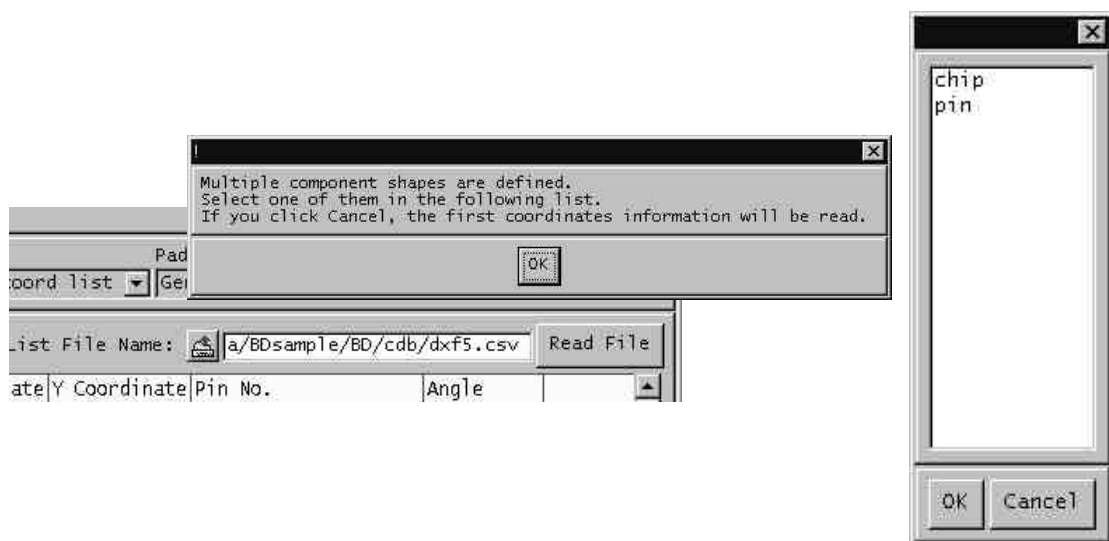 !
Multiple component shapes are defined.
Select one of them in the following list.
If you click Cancel, the first coordinates information will be read.
OK
Pad
coord list
List File Name: a/BDsample/BD/cdb/dxf5.csv Read File
ate Y Coordinate Pin No. Angle
chip
pin
OK Cancel